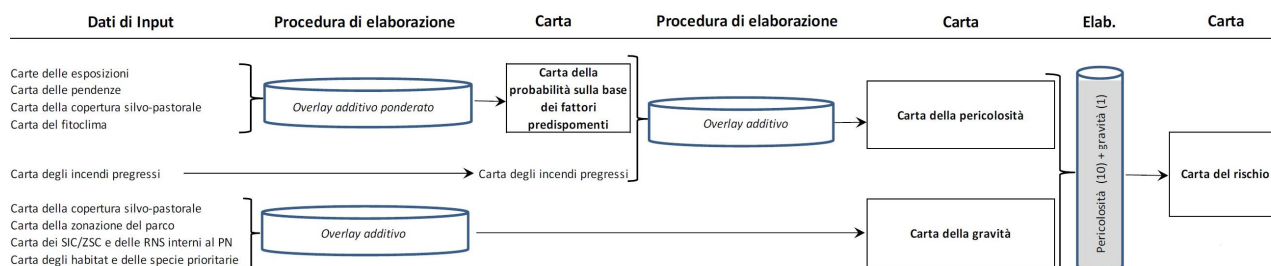 Dati di Input
Procedura di elaborazione
Carta
Procedura di elaborazione
Carta
Elab.
Carta
Carte delle esposizioni
Carta delle pendenze
Carta della copertura silvo-pastorale
Carta del fitoclima
Overlay additivo ponderato
Carta della
probabilità sulla base
dei fattori
predispomenti
Overlay additivo
Carta della pericolosità
Pericolosità (10) + gravità (1)
Carta del rischio
Carta degli incendi pregressi
Carta degli incendi pregressi
Carta della copertura silvo-pastorale
Carta della zonazione del parco
Carta dei SIC/ZSC e delle RNS interni al PN
Carta degli habitat e delle specie prioritarie
Overlay additivo
Carta della gravità